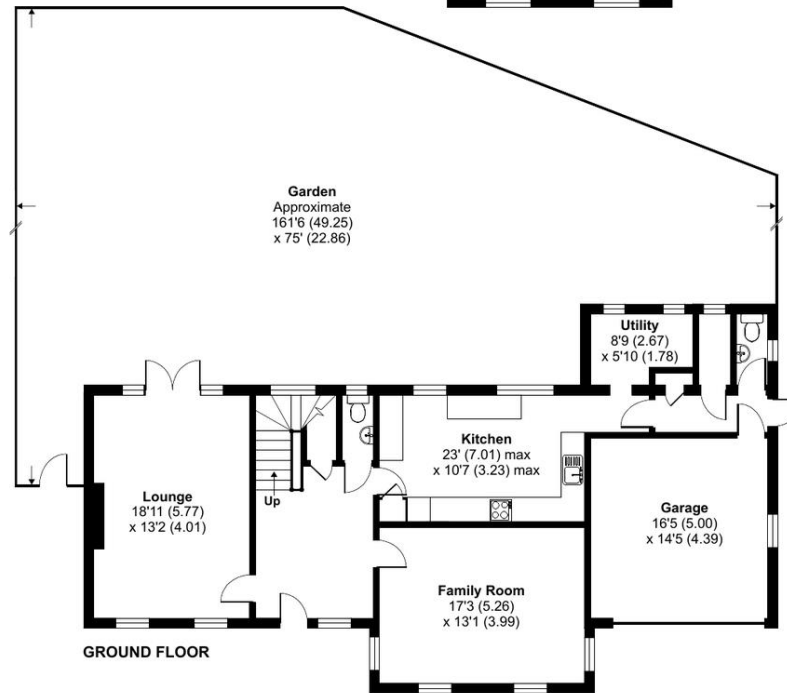 Garden
Approximate
161'6 (49.25)
x 75' (22.86)
Utility
8'9 (2.67)
x 5'10 (1.78)
Kitchen
23' (7.01) max
x 10'7 (3.23) max
Up
Lounge
18'11 (5.77)
x 13'2 (4.01)
Garage
16'5 (5.00)
x 14'5 (4.39)
Family Room
17'3 (5.26)
x 13'1 (3.99)
GROUND FLOOR